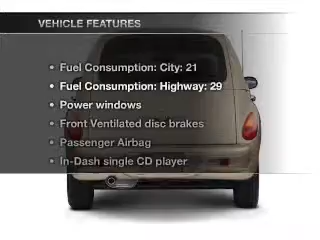 VEHICLE FEATURES
• Fuel Consumption: City: 21
• Fuel Consumption: Highway: 29
• Power windows
• Front Ventilated disc brakes
• Passenger Airbag
• In-Dash single CD player